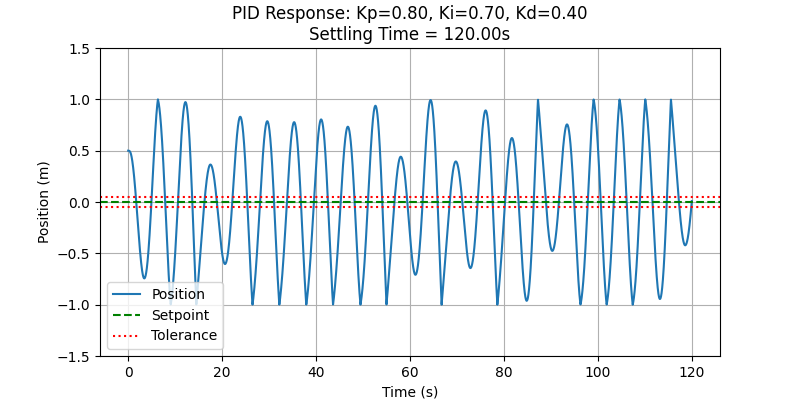 PID Response: Kp=0.80, Ki=0.70, Kd=0.40
Settling Time = 120.00s
1.5
1.0
0.5
0.0
−0.5
−1.0
−1.5
Position (m)
Position
Setpoint
Tolerance
0 20 40 60 80 100 120
Time (s)